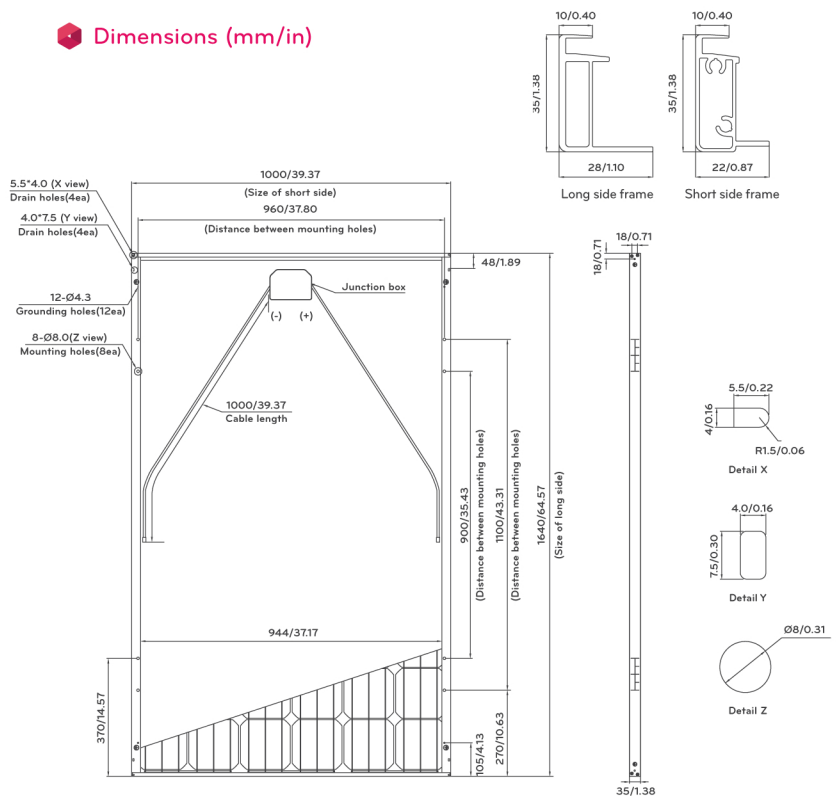 Dimensions (mm/in)
10/0.40
10/0.40
35/1.38
35/1.38
28/1.10
22/0.87
Long side frame
Short side frame
1000/39.37
(Size of short side)
960/37.80
(Distance between mounting holes)
5.5*4.0 (X view)
Drain holes(4ea)
4.0*7.5 (Y view)
Drain holes(4ea)
12-Ø4.3
Grounding holes(12ea)
8-Ø8.0(Z view)
Mounting holes(8ea)
48/1.89
Junction box
(-)
(+)
1000/39.37
Cable length
900/35.43
(Distance between mounting holes)
1100/43.31
(Distance between mounting holes)
1640/64.57
(Size of long side)
944/37.17
370/14.57
105/4.13
270/10.63
18/0.71
18/0.71
35/1.38
5.5/0.22
4/0.16
R1.5/0.06
Detail X
4.0/0.16
7.5/0.30
Detail Y
Ø8/0.31
Detail Z